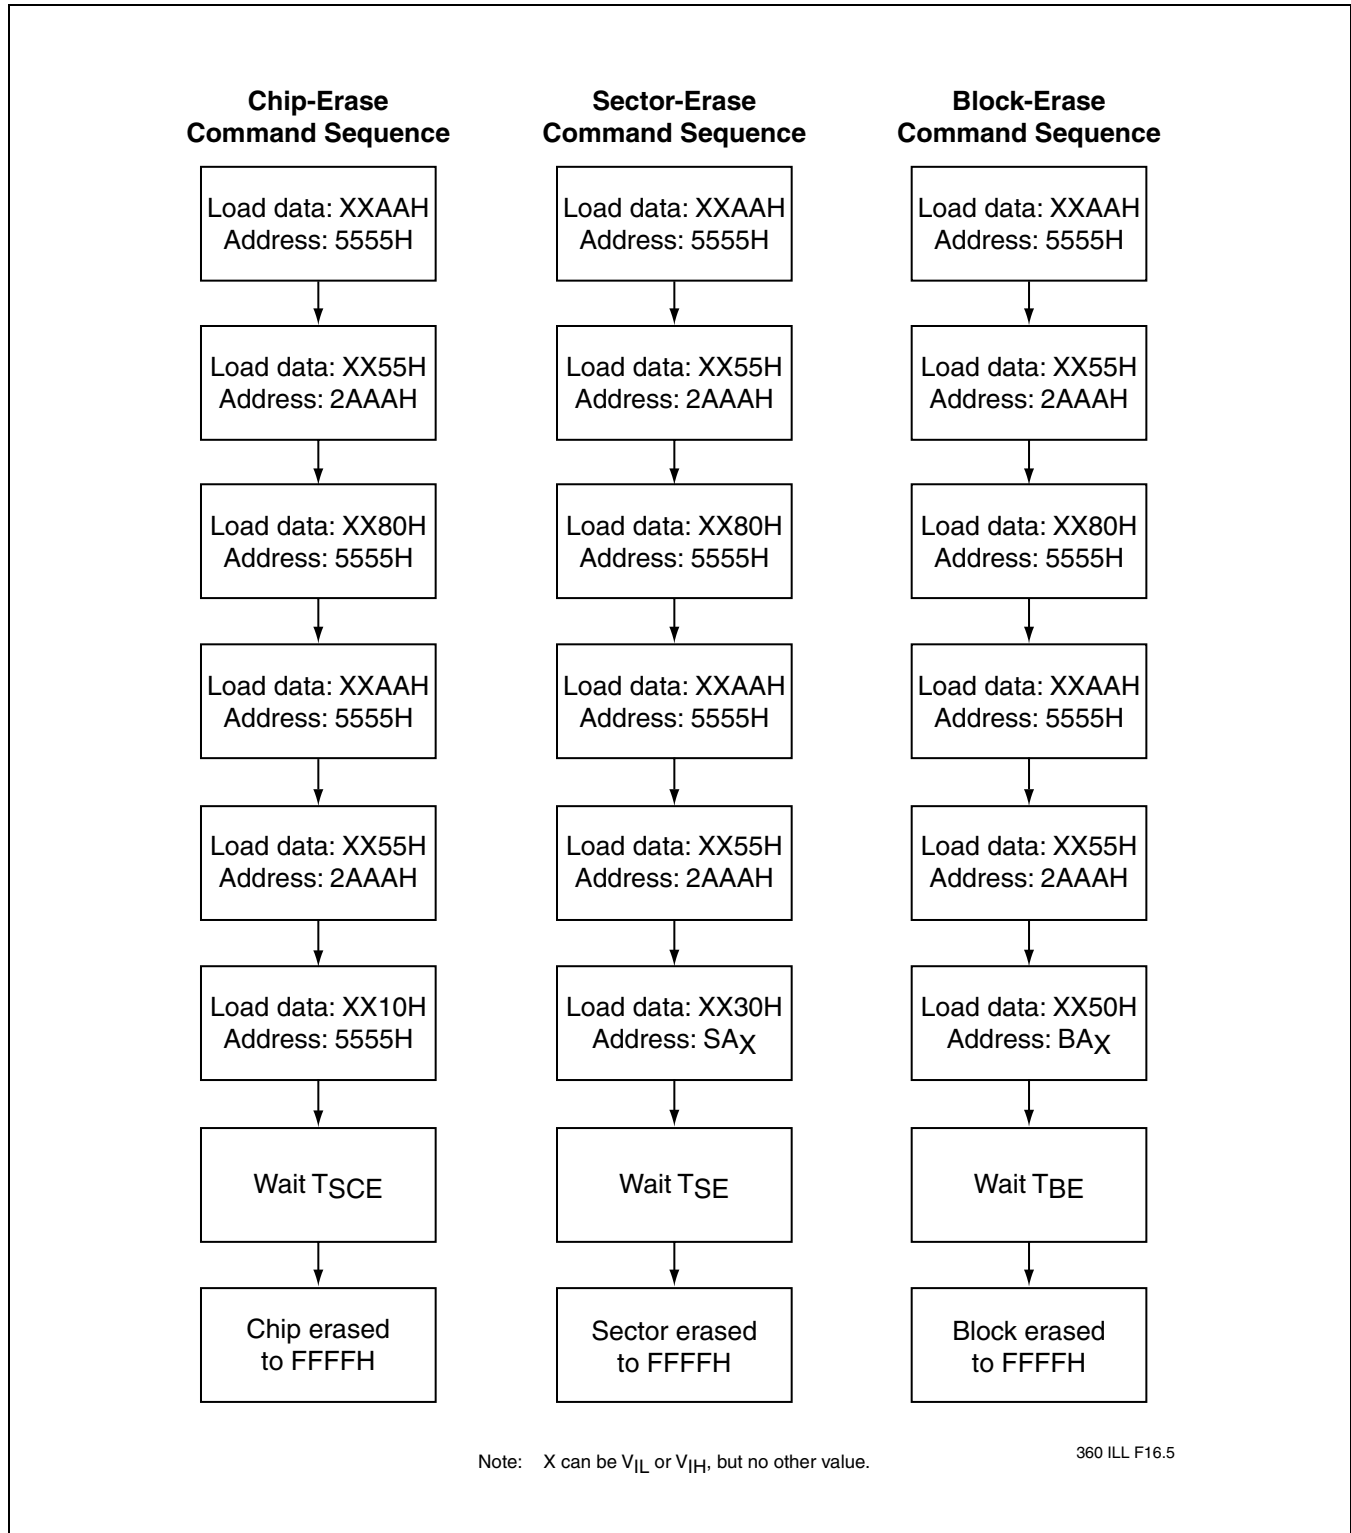 Chip-Erase
Command Sequence
Load data: XXAAH
Address: 5555H
Load data: XX55H
Address: 2AAAH
Load data: XX80H
Address: 5555H
Load data: XXAAH
Address: 5555H
Load data: XX55H
Address: 2AAAH
Load data: XX10H
Address: 5555H
Wait TSCE
Chip erased
to FFFFH
Sector-Erase
Command Sequence
Load data: XXAAH
Address: 5555H
Load data: XX55H
Address: 2AAAH
Load data: XX80H
Address: 5555H
Load data: XXAAH
Address: 5555H
Load data: XX55H
Address: 2AAAH
Load data: XX30H
Address: SAX
Wait TSE
Sector erased
to FFFFH
Block-Erase
Command Sequence
Load data: XXAAH
Address: 5555H
Load data: XX55H
Address: 2AAAH
Load data: XX80H
Address: 5555H
Load data: XXAAH
Address: 5555H
Load data: XX55H
Address: 2AAAH
Load data: XX50H
Address: BAX
Wait TBE
Block erased
to FFFFH
Note: X can be VIL or VIH, but no other value.
360 ILL F16.5